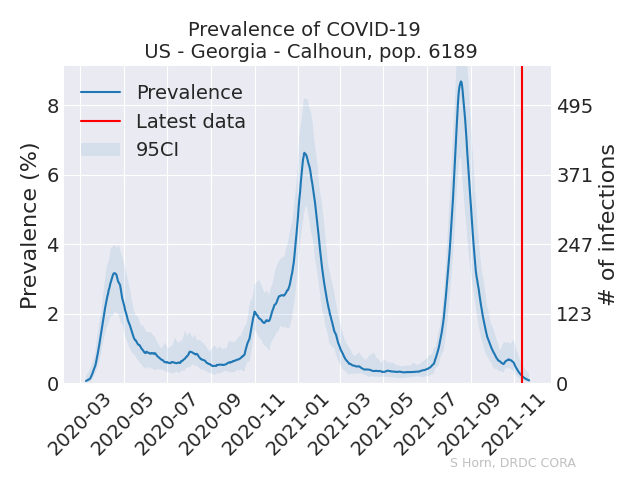 Prevalence of COVID-19
US - Georgia - Calhoun, pop. 6189
Prevalence
Latest data
95CI
Prevalence (%)
8
6
4
2
0
# of infections
495
371
247
123
0
2020-03
2020-05
2020-07
2020-09
2020-11
2021-01
2021-03
2021-05
2021-07
2021-09
2021-11
S Horn, DRDC CORA